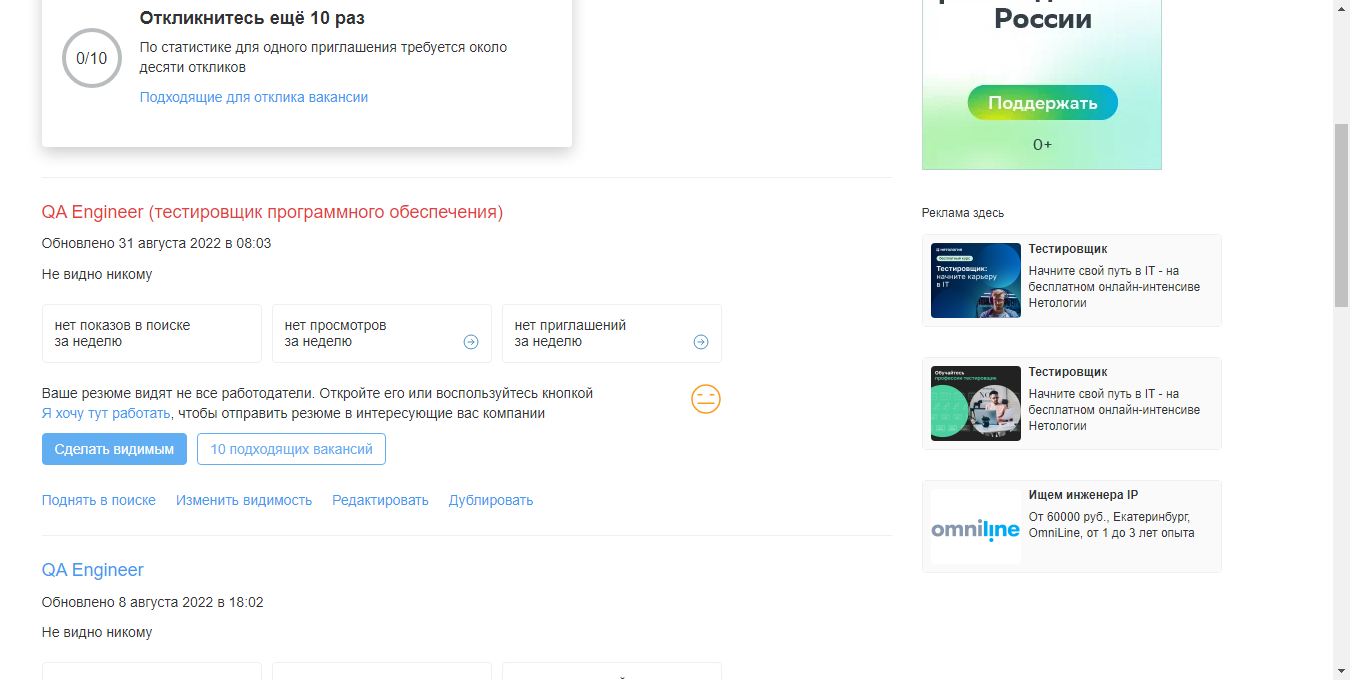 Откликнитесь ещё 10 раз
0/10
По статистике для одного приглашения требуется около
десяти откликов
Подходящие для отклика вакансии
QA Engineer (тестировщик программного обеспечения)
Обновлено 31 августа 2022 в 08:03
Не видно никому
нет показов в поиске
за неделю
нет просмотров
за неделю
нет приглашений
за неделю
Ваше резюме видят не все работодатели. Откройте его или воспользуйтесь кнопкой
Я хочу тут работать, чтобы отправить резюме в интересующие вас компании
Сделать видимым
10 подходящих вакансий
Поднять в поиске
Изменить видимость
Редактировать
Дублировать
QA Engineer
Обновлено 8 августа 2022 в 18:02
Не видно никому
России
Поддержать
0+
Реклама здесь
нетология
бесплатный курс
Тестировщик:
начните карьеру
в IT
Тестировщик
Начните свой путь в IT - на
бесплатном онлайн-интенсиве
Нетологии
Обучайтесь
профессии тестировщик
Тестировщик
Начните свой путь в IT - на
бесплатном онлайн-интенсиве
Нетологии
omniline
Ищем инженера IP
От 60000 руб., Екатеринбург,
OmniLine, от 1 до 3 лет опыта